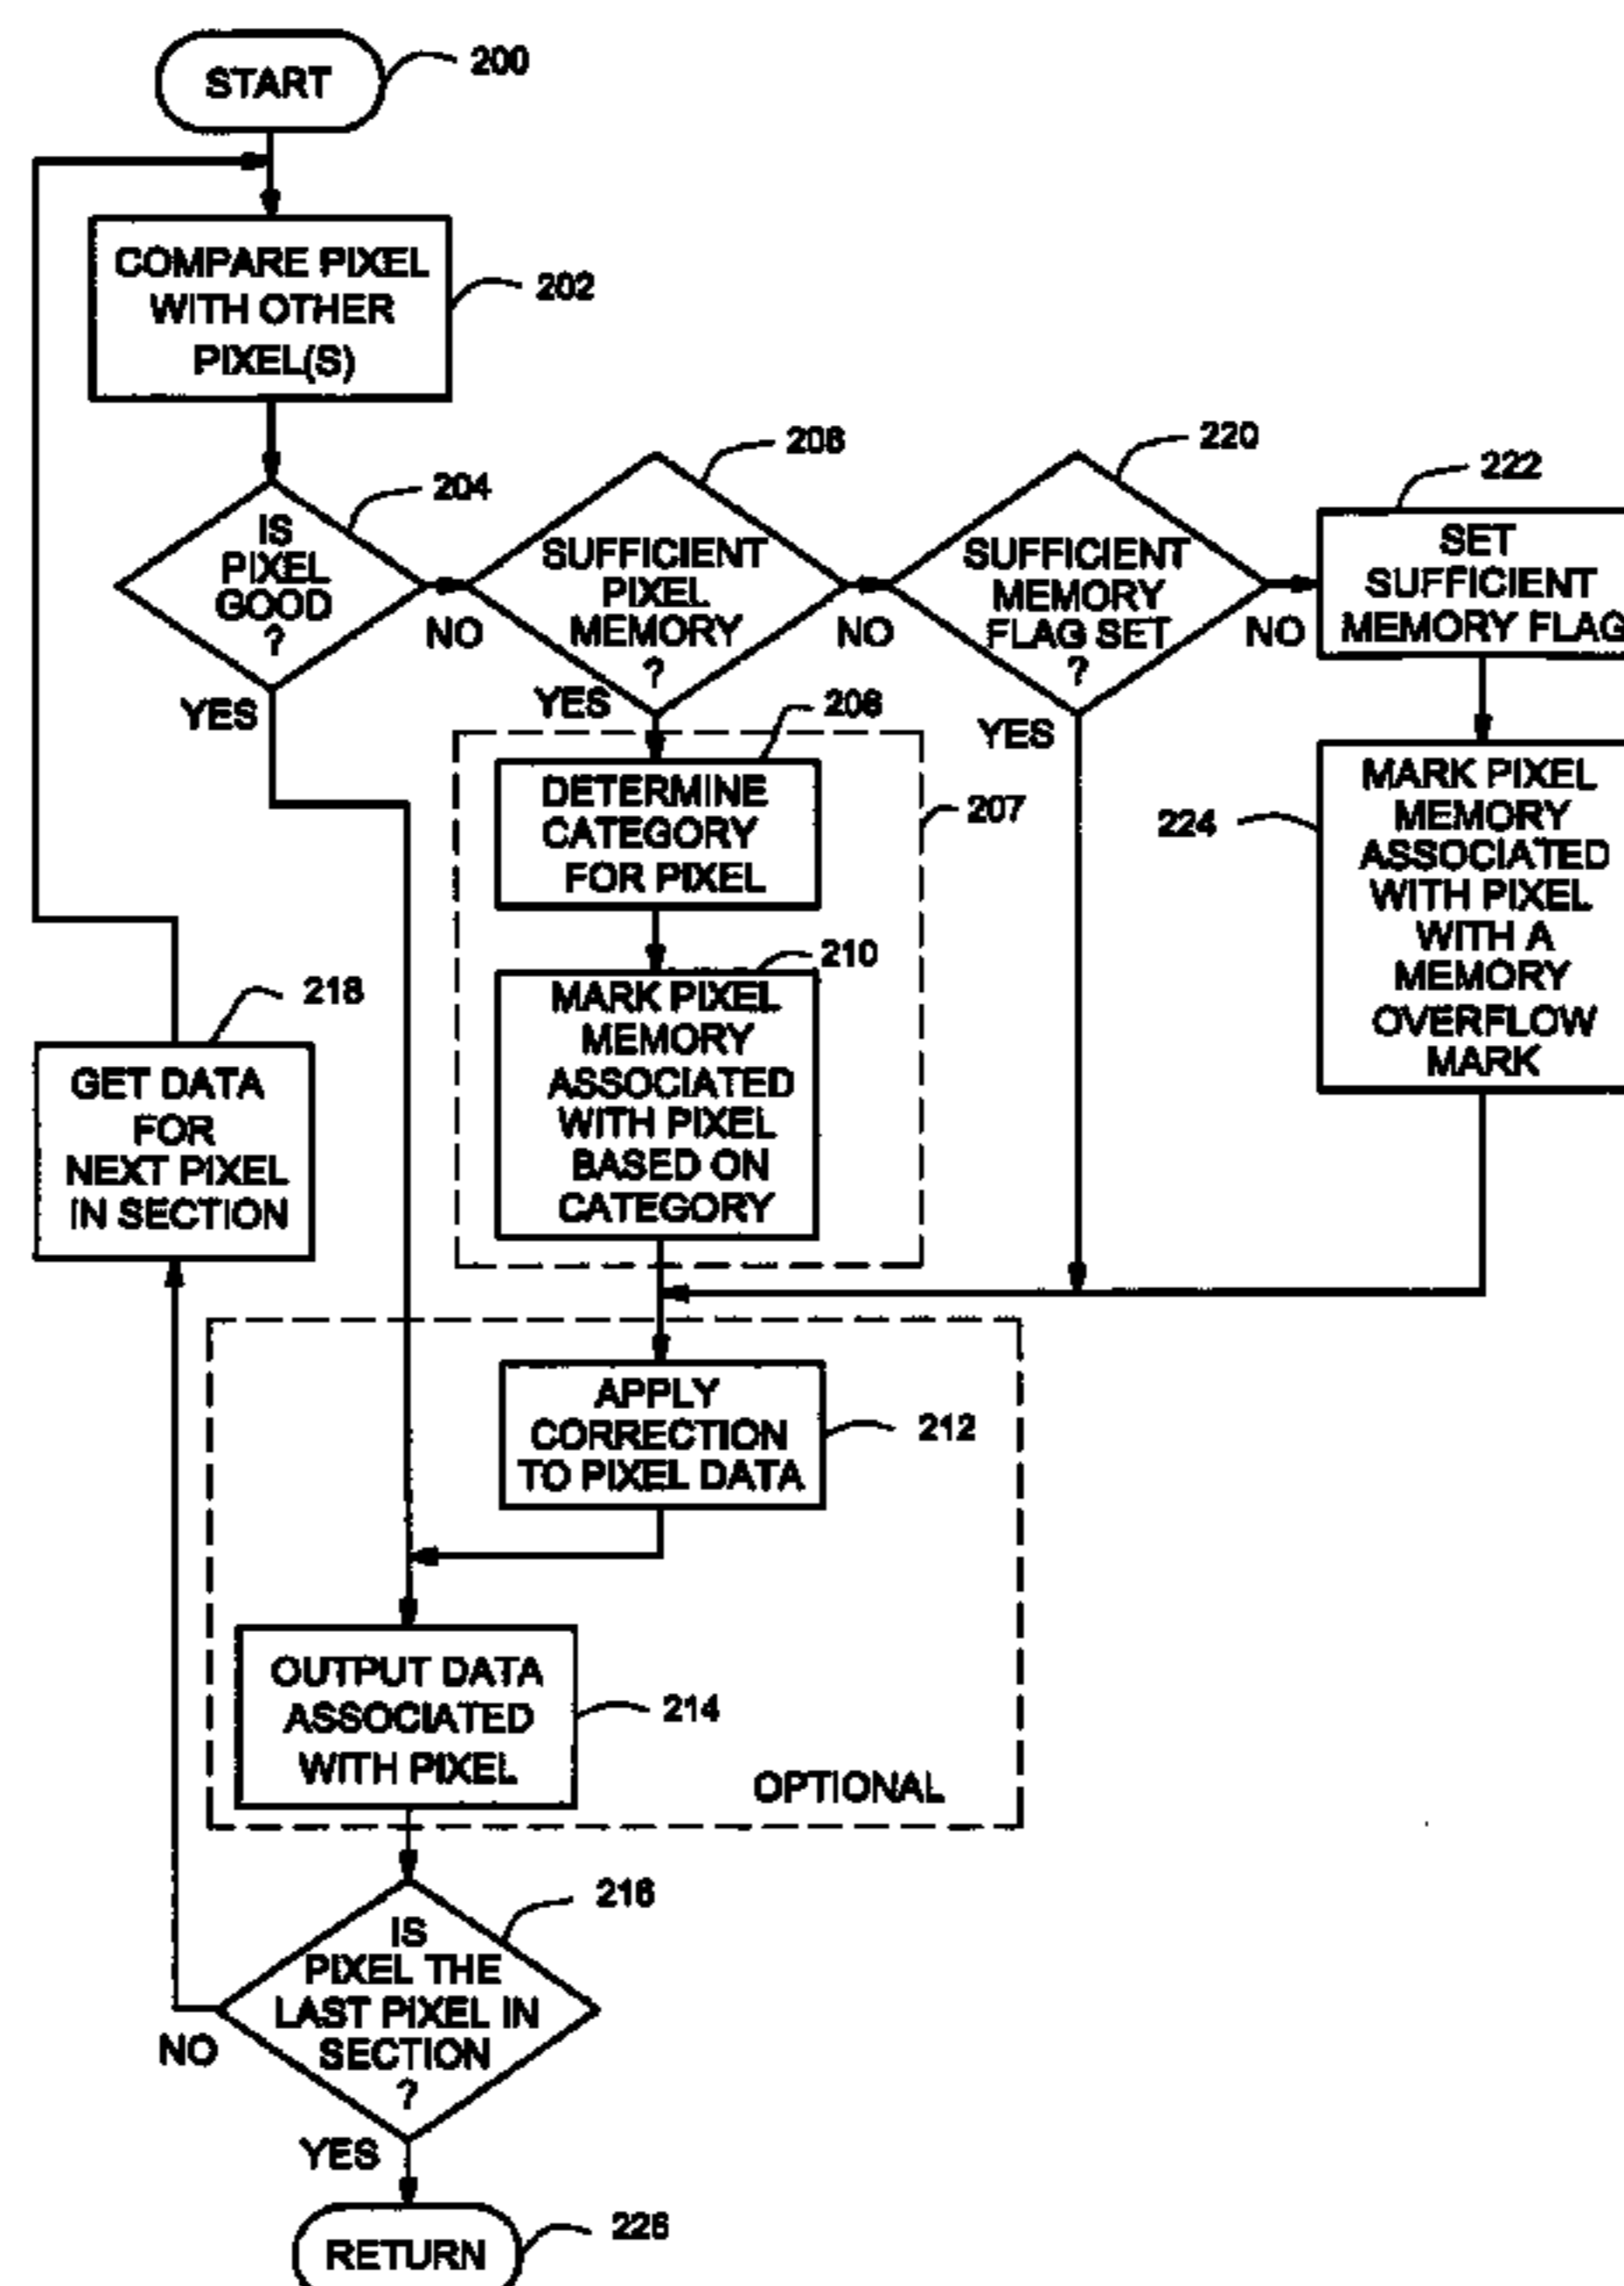 START
200
COMPARE PIXEL
WITH OTHER
PIXEL(S)
202
IS
PIXEL
GOOD
?
204
NO
YES
SUFFICIENT
PIXEL
MEMORY
?
206
NO
YES
SUFFICIENT
MEMORY
FLAG SET
?
220
NO
YES
SET
SUFFICIENT
MEMORY FLAG
222
DETERMINE
CATEGORY
FOR PIXEL
208
207
MARK PIXEL
MEMORY
ASSOCIATED
WITH PIXEL
WITH A
MEMORY
OVERFLOW
MARK
224
MARK PIXEL
MEMORY
ASSOCIATED
WITH PIXEL
BASED ON
CATEGORY
210
GET DATA
FOR
NEXT PIXEL
IN SECTION
218
APPLY
CORRECTION
TO PIXEL DATA
212
OUTPUT DATA
ASSOCIATED
WITH PIXEL
214
OPTIONAL
IS
PIXEL THE
LAST PIXEL IN
SECTION
?
216
NO
YES
RETURN
226